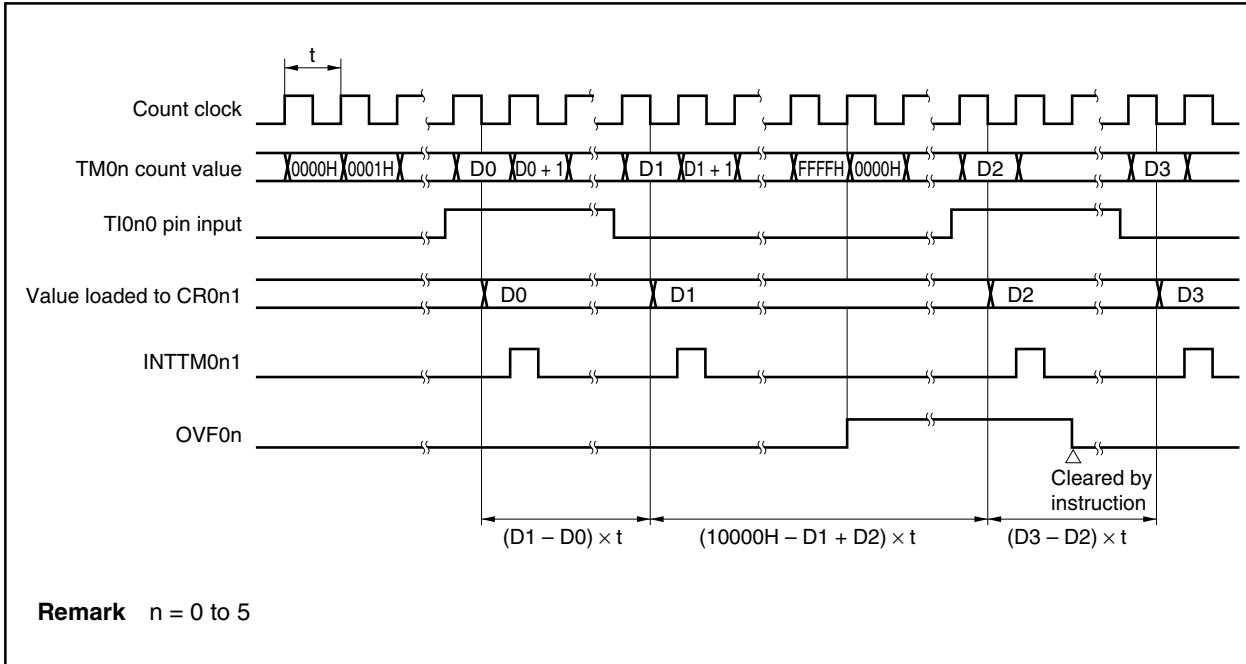 t
Count clock
TM0n count value 0000H 0001H D0 D0 + 1 D1 D1 + 1 FFFFH 0000H D2 D3
TI0n0 pin input
Value loaded to CR0n1 D0 D1 D2 D3
INTTM0n1
OVF0n
Cleared by
instruction
(D1 – D0) × t (10000H – D1 + D2) × t (D3 – D2) × t
Remark n = 0 to 5